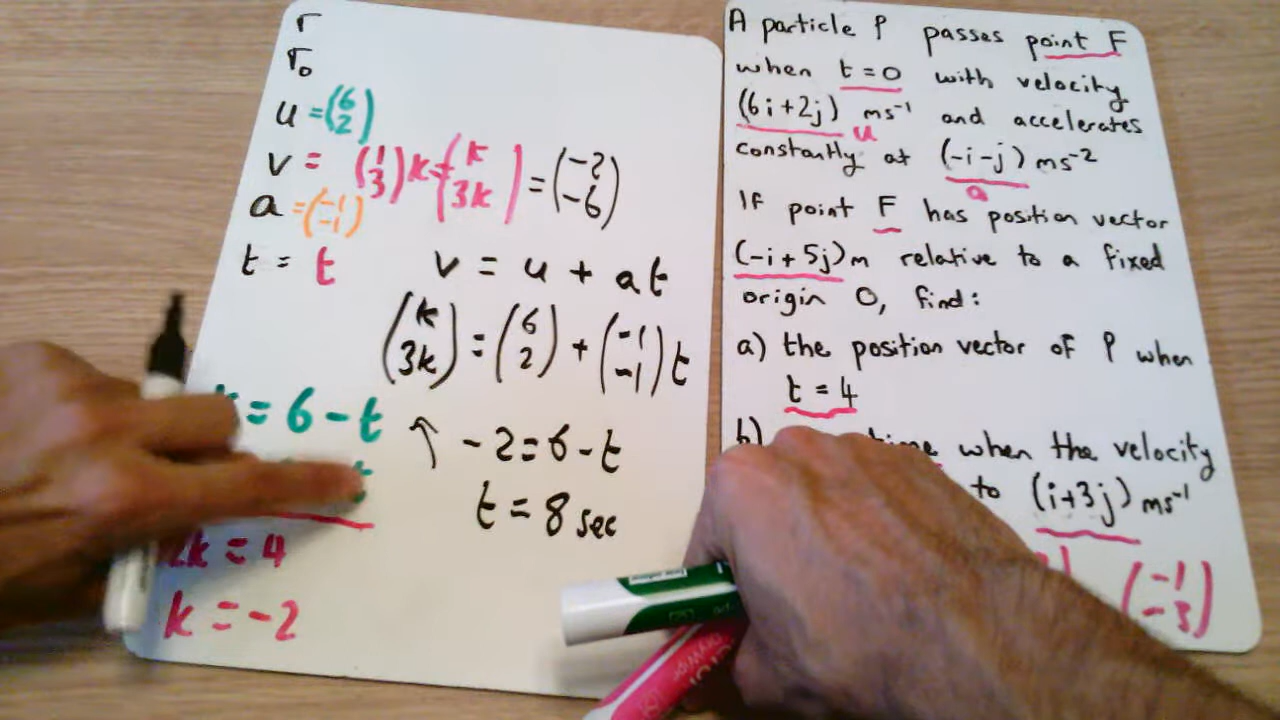 r
r₀
u = (6 2)
v = (1 3)k = (k 3k) = (-2 -6)
a = (-1 -1)
t = t
v = u + at
(k 3k) = (6 2) + (-1 -1)t
= 6 - t
-2 = 6 - t
t = 8 sec
k = 4
k = -2
A particle P passes point F
when t = 0 with velocity
(6i + 2j) ms⁻¹ and accelerates
u
constantly at (-i - j) ms⁻²
a
If point F has position vector
(-i + 5j) m relative to a fixed
origin O, find:
a) the position vector of P when
t = 4
b) when the velocity
to (i + 3j) ms⁻¹
(-1 -3)